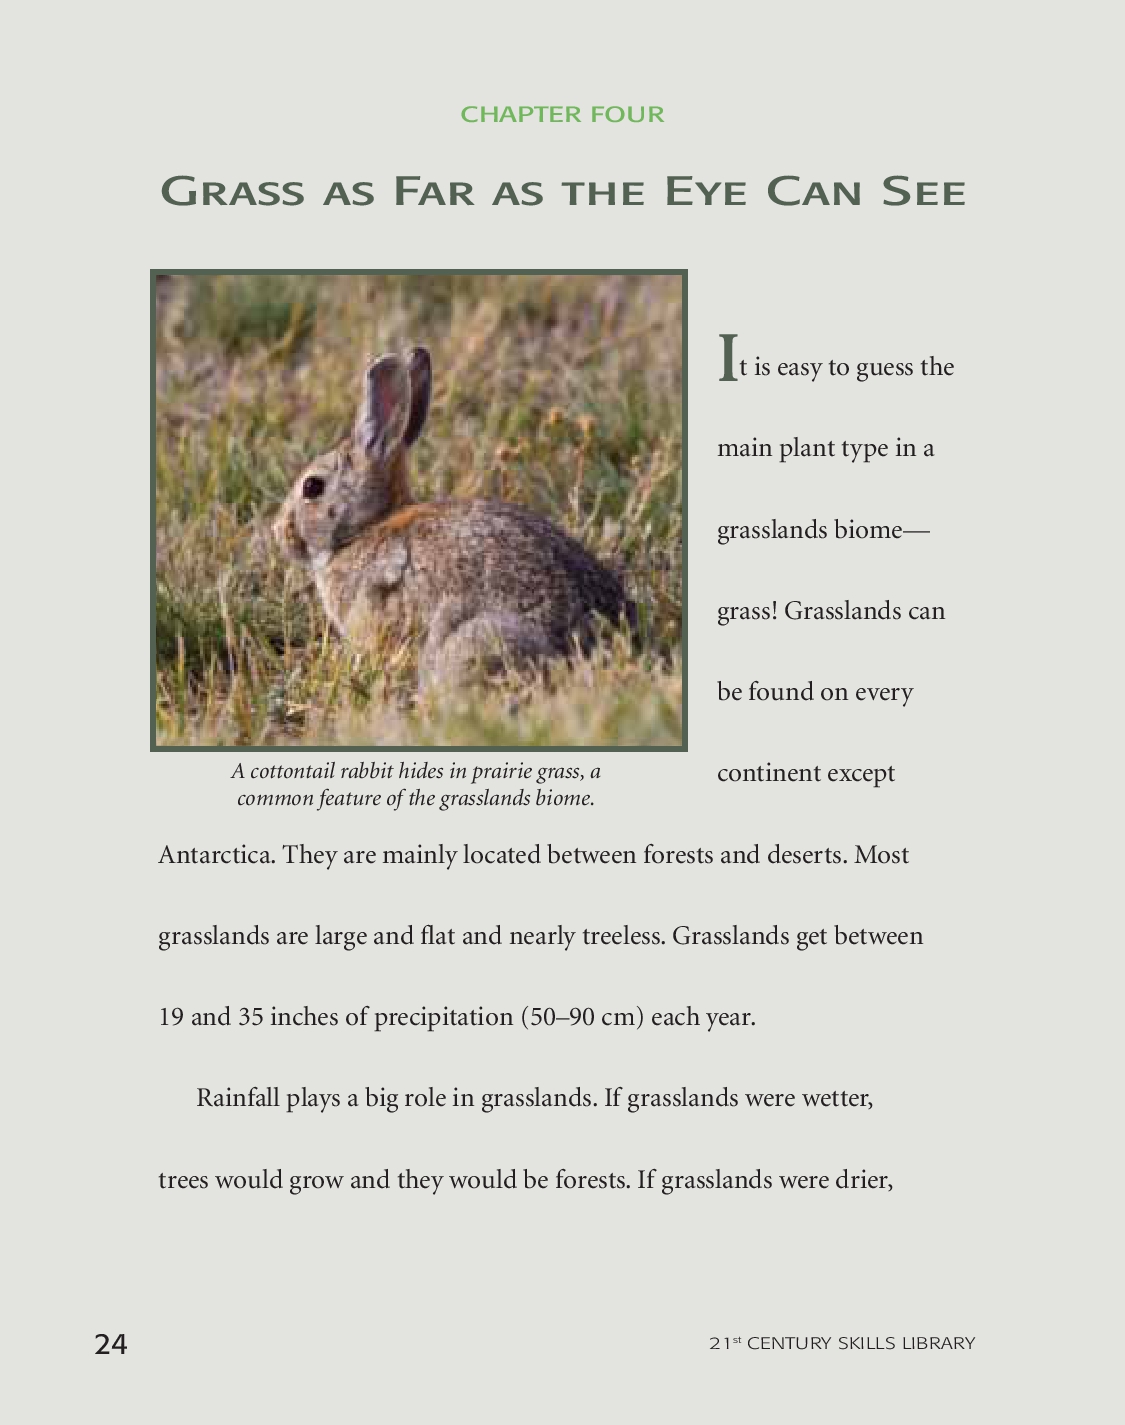 CHAPTER FOUR
GRASS AS FAR AS THE EYE CAN SEE
It is easy to guess the
main plant type in a
grasslands biome—
grass! Grasslands can
be found on every
continent except
A cottontail rabbit hides in prairie grass, a
common feature of the grasslands biome.
Antarctica. They are mainly located between forests and deserts. Most
grasslands are large and flat and nearly treeless. Grasslands get between
19 and 35 inches of precipitation (50–90 cm) each year.
Rainfall plays a big role in grasslands. If grasslands were wetter,
trees would grow and they would be forests. If grasslands were drier,
24
21st CENTURY SKILLS LIBRARY